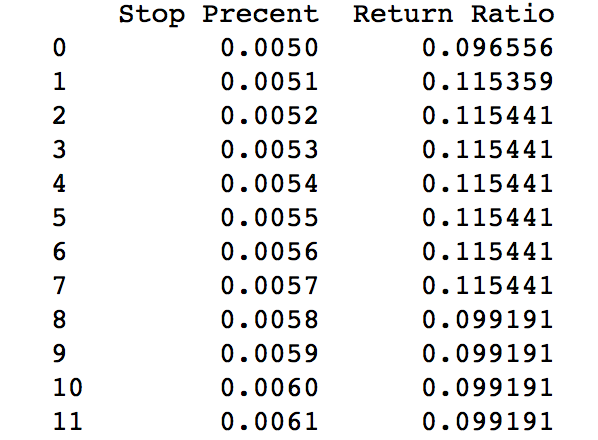 Stop Precent Return Ratio
0 0.0050 0.096556
1 0.0051 0.115359
2 0.0052 0.115441
3 0.0053 0.115441
4 0.0054 0.115441
5 0.0055 0.115441
6 0.0056 0.115441
7 0.0057 0.115441
8 0.0058 0.099191
9 0.0059 0.099191
10 0.0060 0.099191
11 0.0061 0.099191